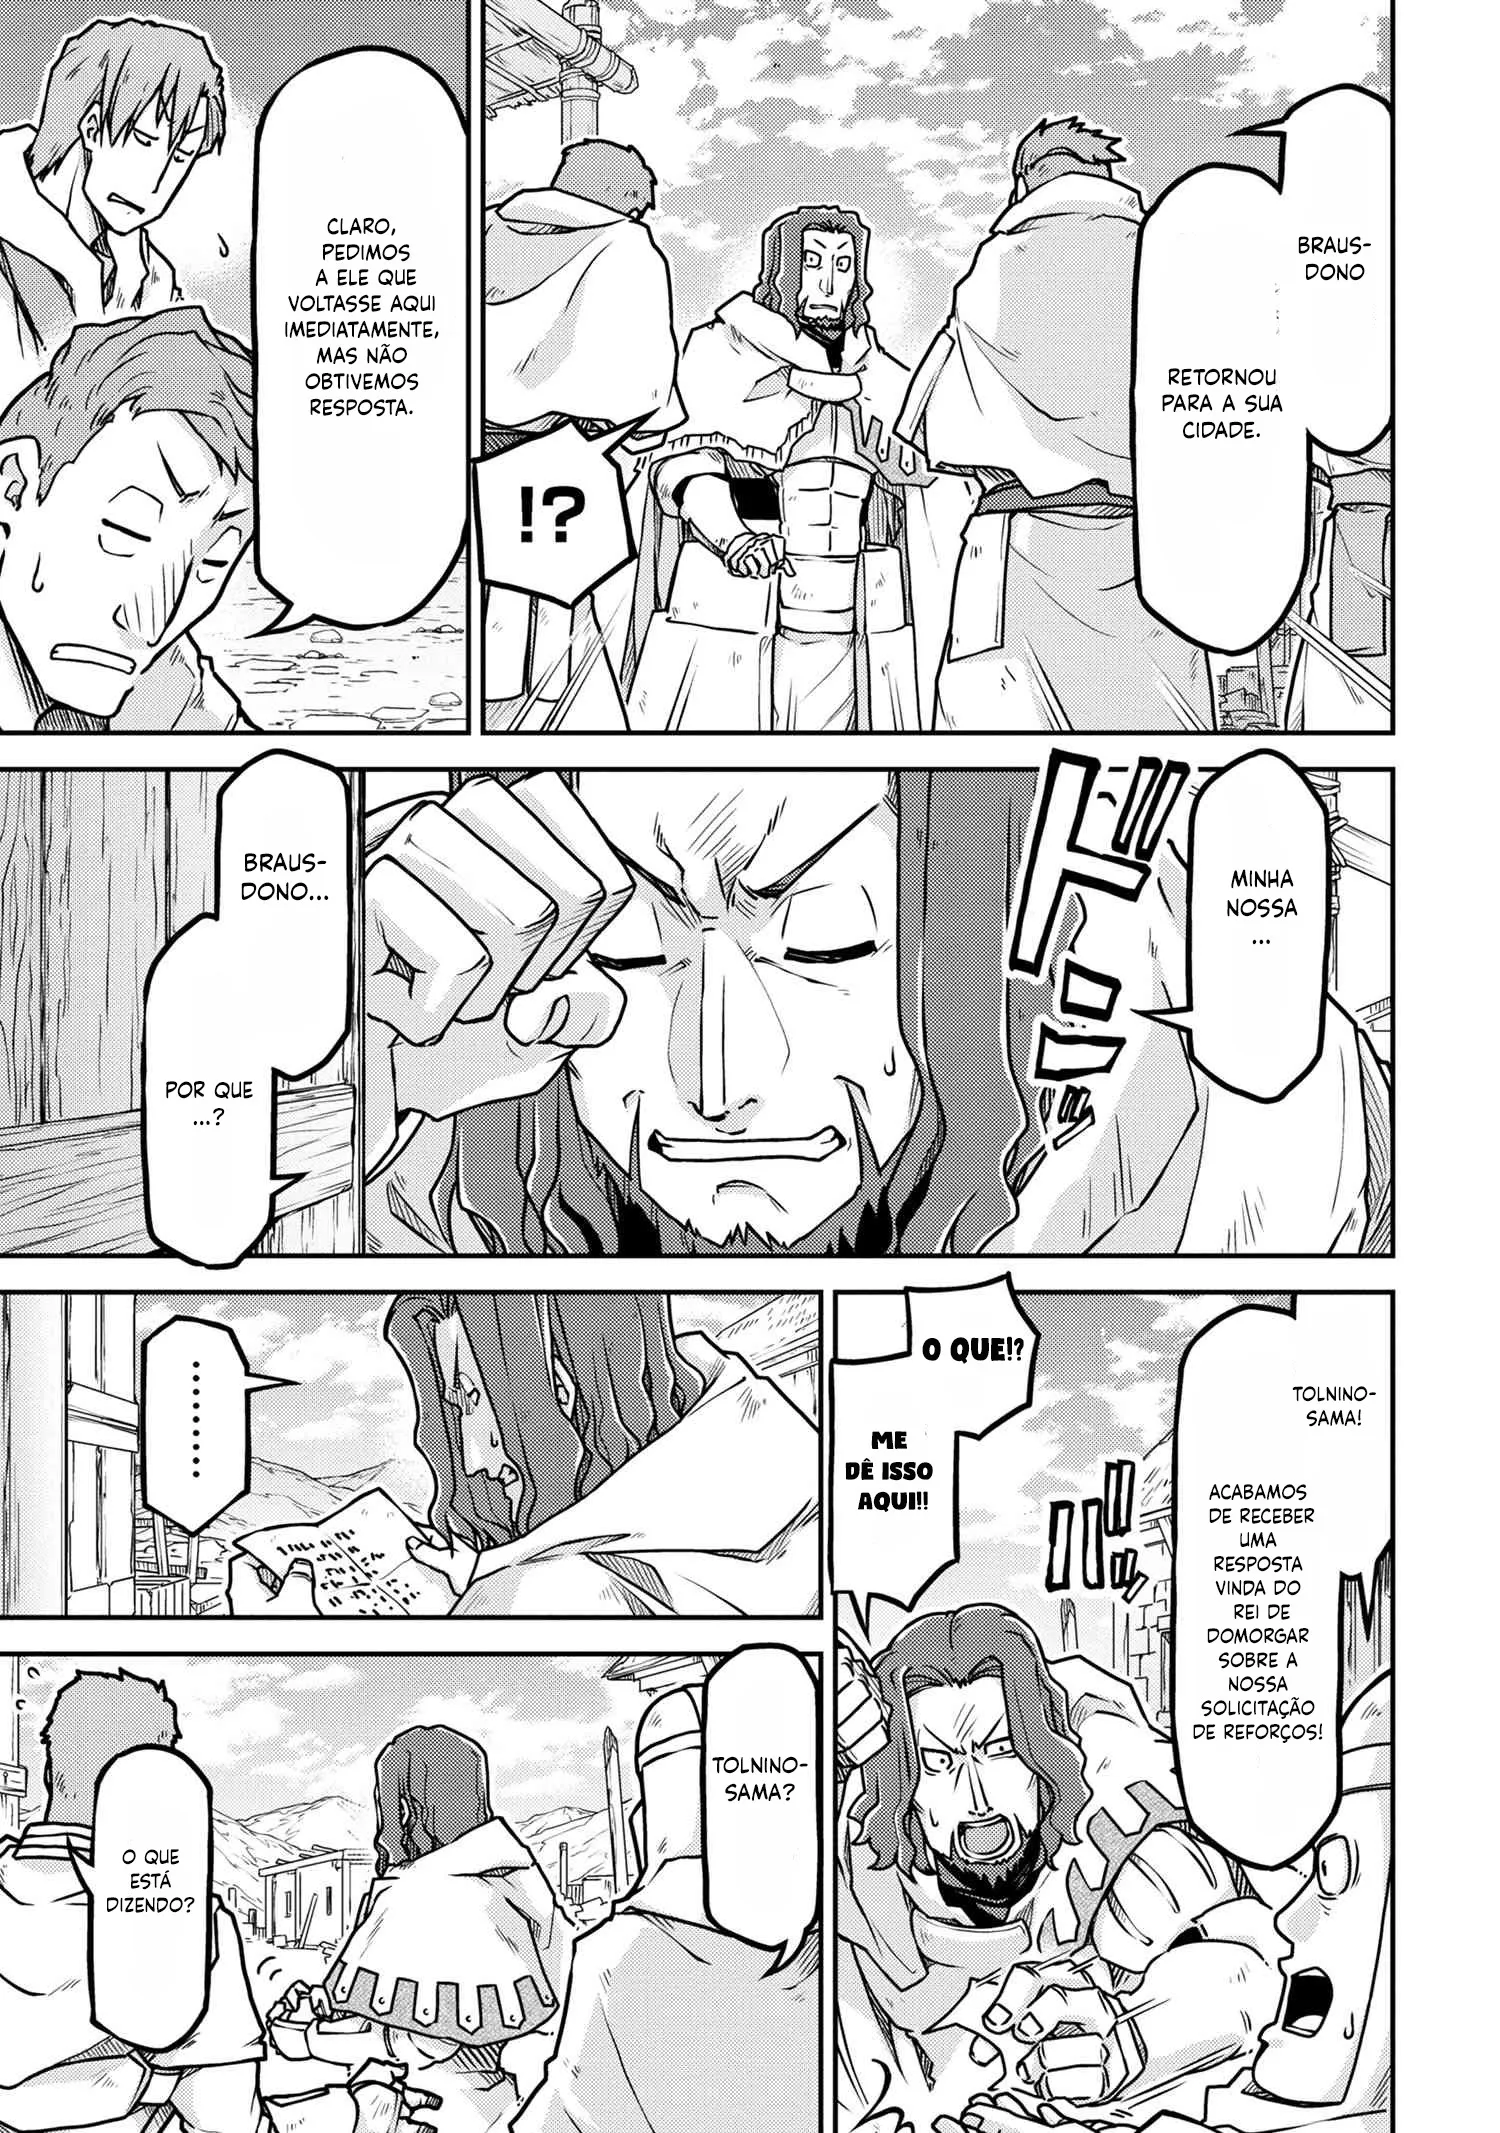 BRAUS-
DONO
RETORNOU
PARA A SUA
CIDADE.
!?
CLARO,
PEDIMOS
A ELE QUE
VOLTASSE AQUI
IMEDIATAMENTE,
MAS NÃO
OBTIVEMOS
RESPOSTA.
MINHA
NOSSA
...
ドン
BRAUS-
DONO...
POR QUE
...?
TOLNINO-
SAMA!
ACABAMOS
DE RECEBER
UMA
RESPOSTA
VINDA DO
REI DE
DOMORGAR
SOBRE A
NOSSA
SOLICITAÇÃO
DE REFORÇOS!
O QUE!?
ME
DÊ ISSO
AQUI!!
.........
TOLNINO-
SAMA?
O QUE
ESTÁ
DIZENDO?